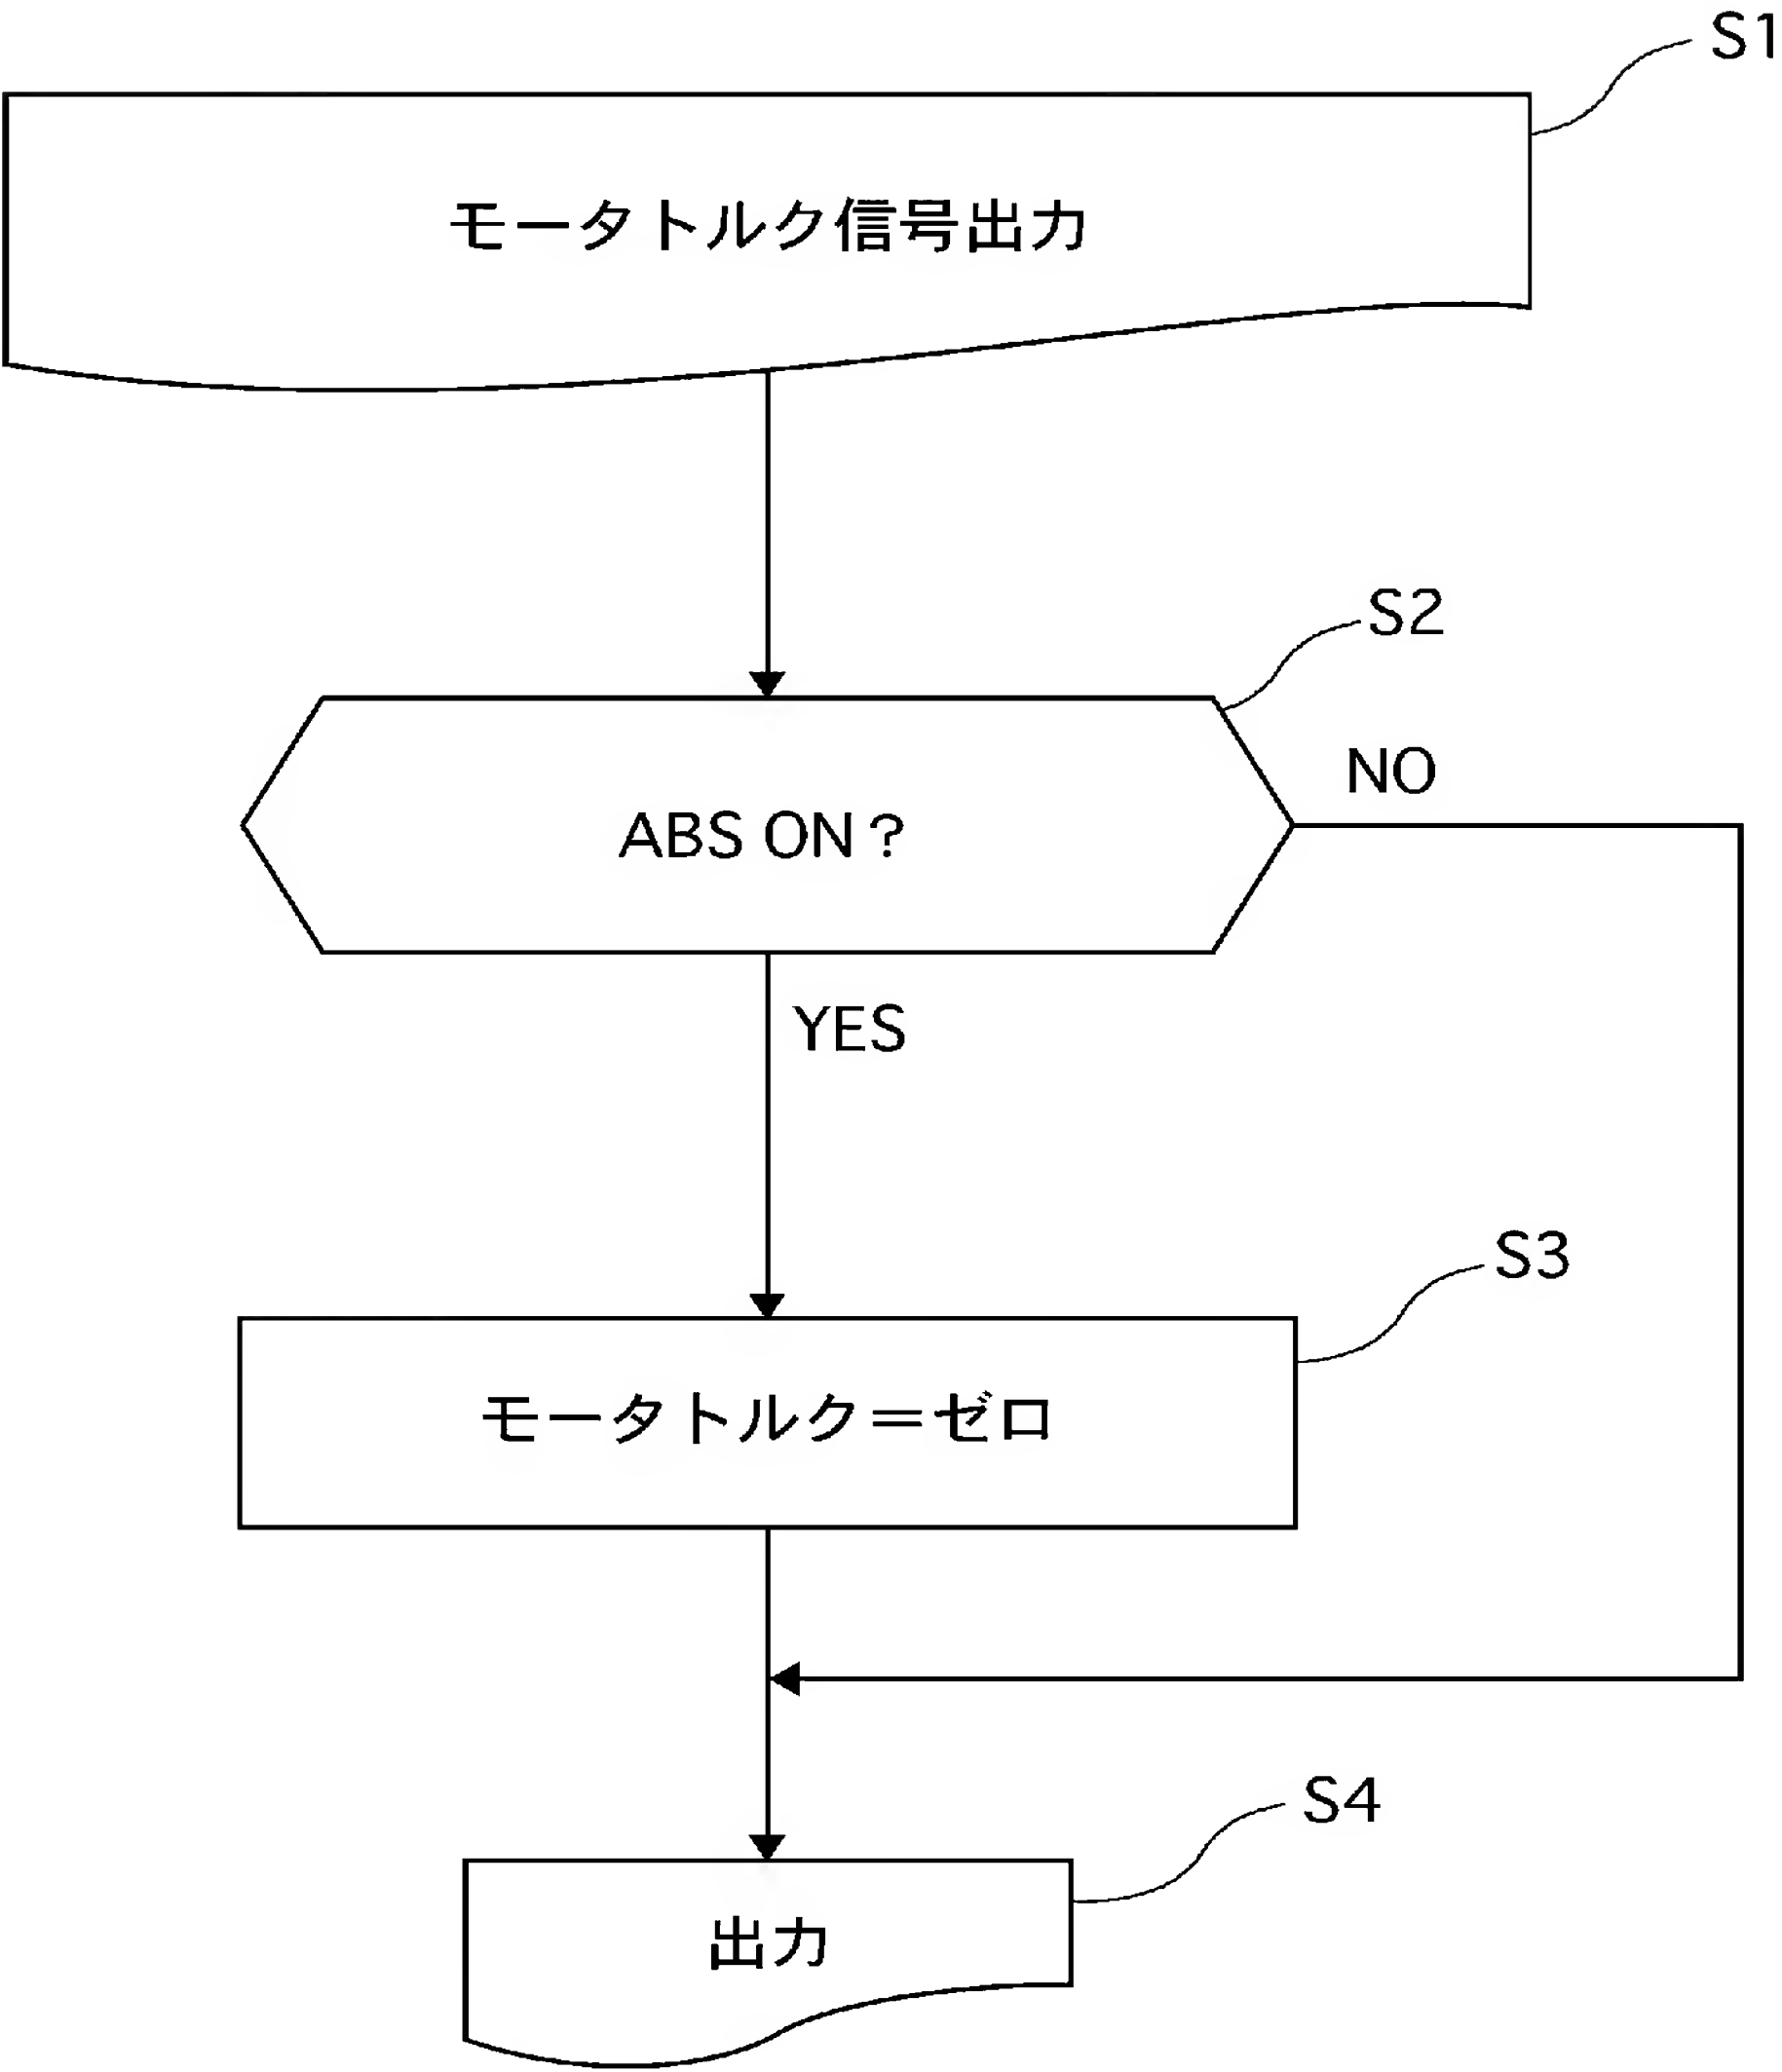 S1
モータトルク信号出力
S2
NO
ABS ON?
YES
S3
モータトルク=ゼロ
S4
出力